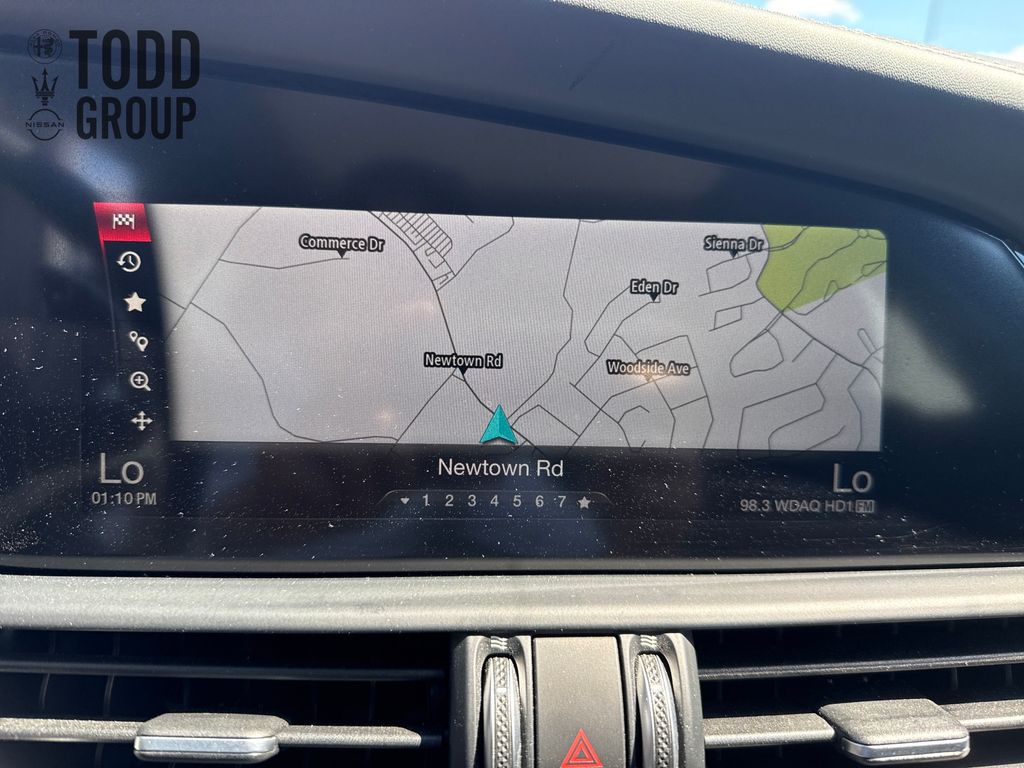 TODD
GROUP
NISSAN
Commerce Dr
Sienna Dr
Eden Dr
Newtown Rd
Woodside Ave
Newtown Rd
Lo
Lo
01:10 PM
1 2 3 4 5 6 7
98.3 WDAQ HD1 FM